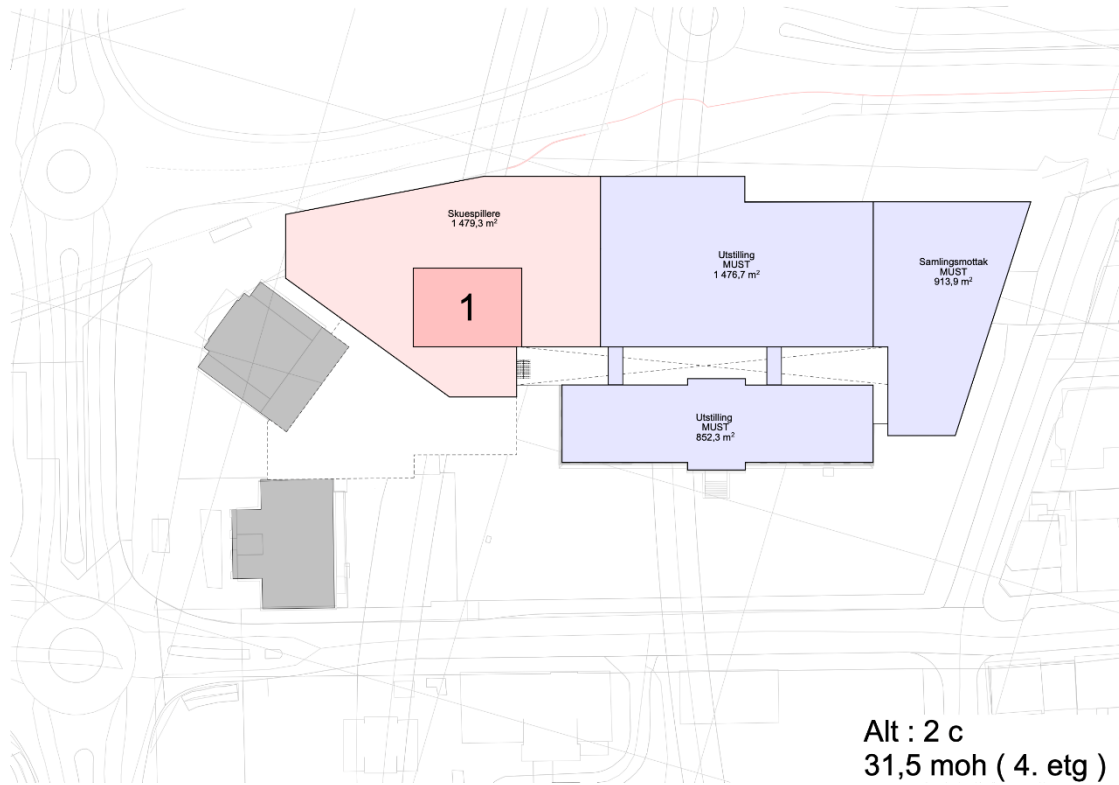 Skuespillere
1 479,3 m²
1
Utstilling
MUST
1 476,7 m²
Samlingsmottak
MUST
913,9 m²
Utstilling
MUST
852,3 m²
Alt : 2 c
31,5 moh ( 4. etg )